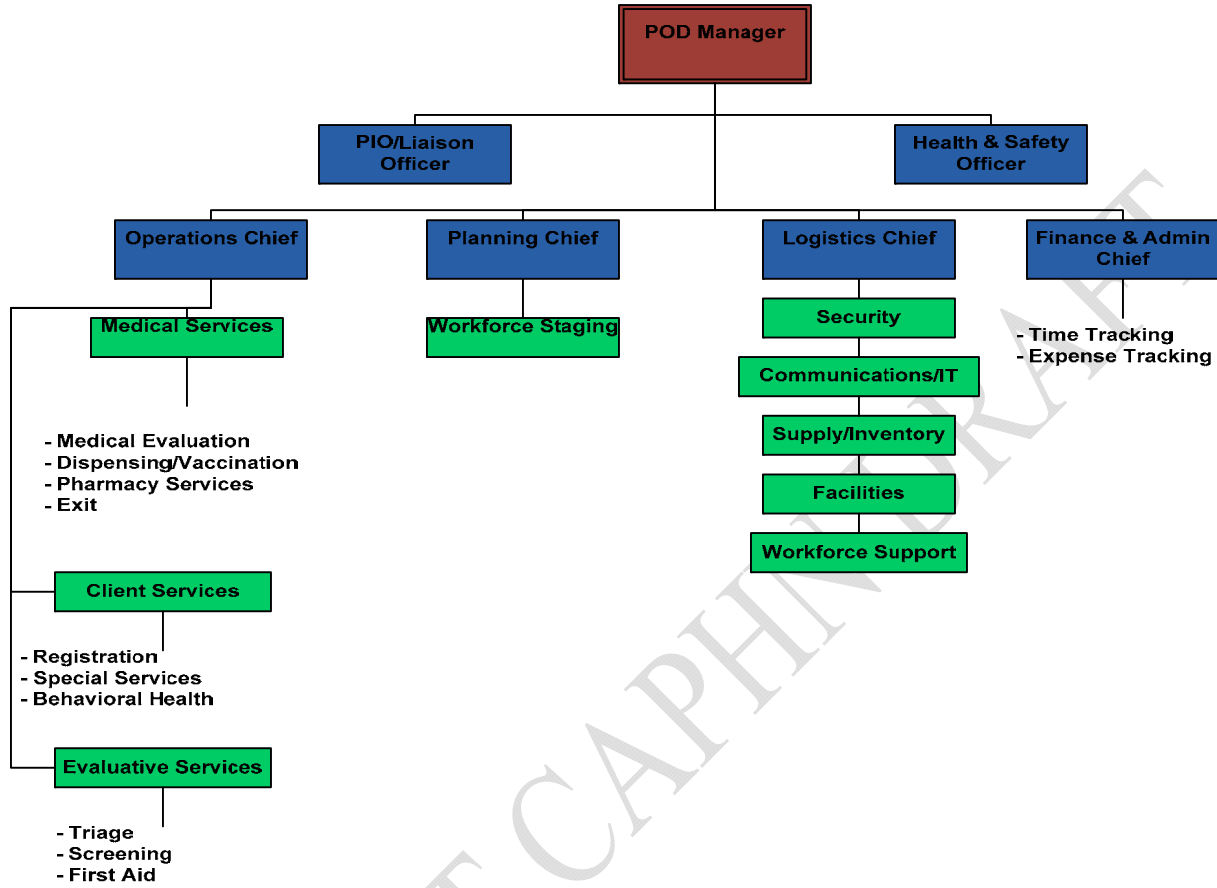 POD Manager
PIO/Liaison
Officer
Health & Safety
Officer
Operations Chief
Planning Chief
Logistics Chief
Finance & Admin
Chief
Medical Services
- Medical Evaluation
- Dispensing/Vaccination
- Pharmacy Services
- Exit
Client Services
- Registration
- Special Services
- Behavioral Health
Evaluative Services
- Triage
- Screening
- First Aid
Workforce Staging
Security
Communications/IT
Supply/Inventory
Facilities
Workforce Support
- Time Tracking
- Expense Tracking
CAPHN DRAFT